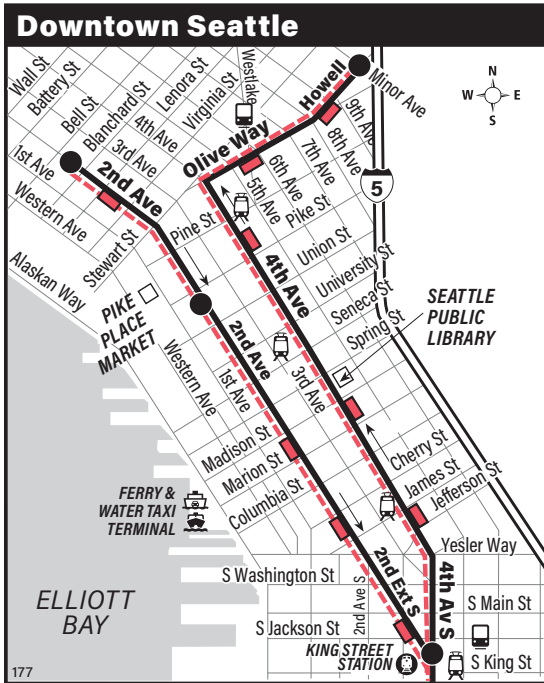 Downtown Seattle
Wall St
Battery St
Bell St
Blanchard St
4th Ave
3rd Ave
Lenora St
Virginia St
Westlake
Howell
Minor Ave
9th Ave
8th Ave
7th Ave
6th Ave
5th Ave
Olive Way
N
W
E
S
5
1st Ave
Western Ave
2nd Ave
Stewart St
Pine St
Pike St
Union St
University St
Seneca St
Spring St
4th Ave
Alaskan Way
PIKE
PLACE
MARKET
SEATTLE
PUBLIC
LIBRARY
2nd Ave
3rd Ave
1st Ave
Western Ave
Madison St
Marion St
Columbia St
Cherry St
James St
Jefferson St
FERRY &
WATER TAXI
TERMINAL
Yesler Way
S Washington St
2nd Ext S
2nd Ave S
4th Av S
S Main St
ELLIOTT
BAY
S Jackson St
KING STREET
STATION
S King St
177